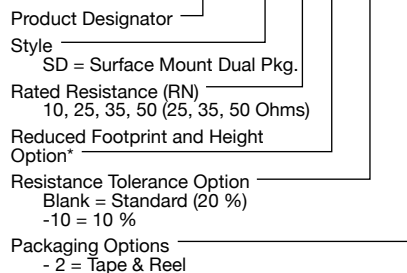 Product Designator
Style
SD = Surface Mount Dual Pkg.
Rated Resistance (RN)
10, 25, 35, 50 (25, 35, 50 Ohms)
Reduced Footprint and Height
Option*
Resistance Tolerance Option
Blank = Standard (20 %)
-10 = 10 %
Packaging Options
- 2 = Tape & Reel